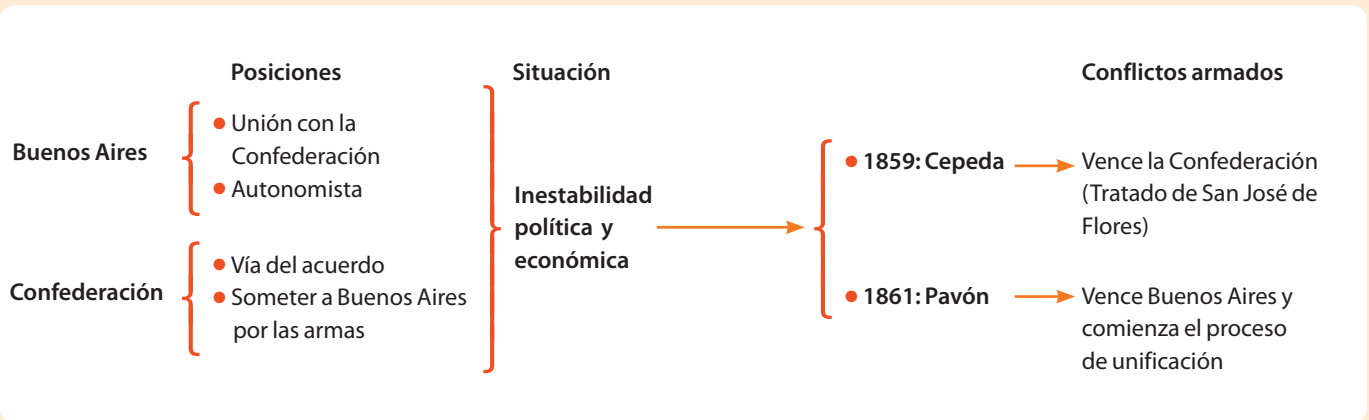 Posiciones
Situación
Conflictos armados
Buenos Aires
● Unión con la
Confederación
● Autonomista
Confederación
● Vía del acuerdo
● Someter a Buenos Aires
por las armas
Inestabilidad
política y
económica
● 1859: Cepeda
Vence la Confederación
(Tratado de San José de
Flores)
● 1861: Pavón
Vence Buenos Aires y
comienza el proceso
de unificación